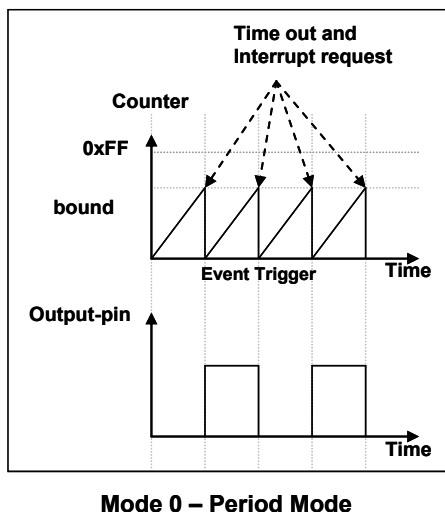 Time out and
Interrupt request
Counter
0xFF
bound
Time
Event Trigger
Output-pin
Time
Mode 0 – Period Mode